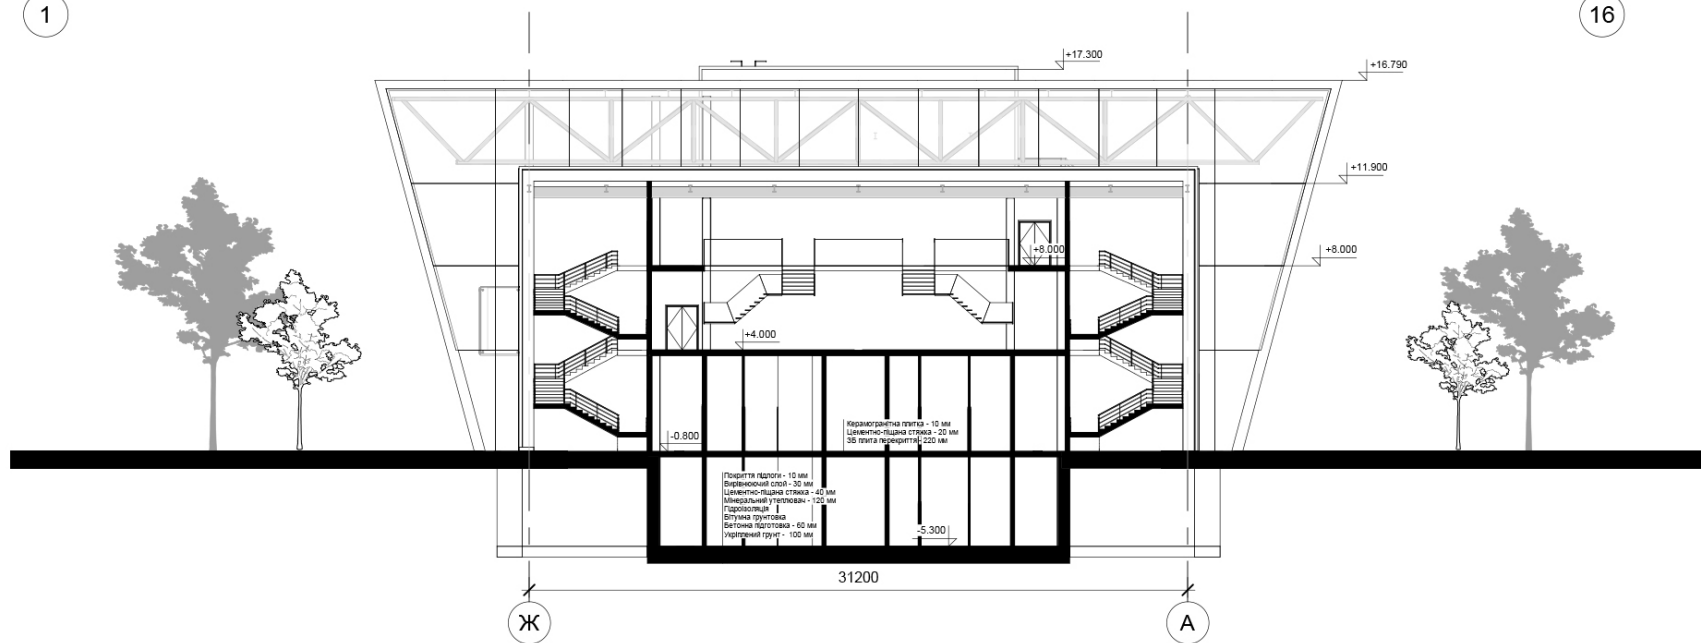 1
16
+17.300
+16.790
+11.900
+8.000
+8.000
+4.000
Керамогранітна плитка - 10 мм
Цементно-піщана стяжка - 20 мм
ЗБ плита перекриття - 220 мм
-0.800
Покриття підлоги - 10 мм
Вирівнюючий слой - 30 мм
Цементно-піщана стяжка - 40 мм
Мінеральний утеплювач - 120 мм
Гідроізоляція
Бітумна грунтовка
Бетонна підготовка - 60 мм
Укріплений грунт - 100 мм
-5.300
31200
Ж
А